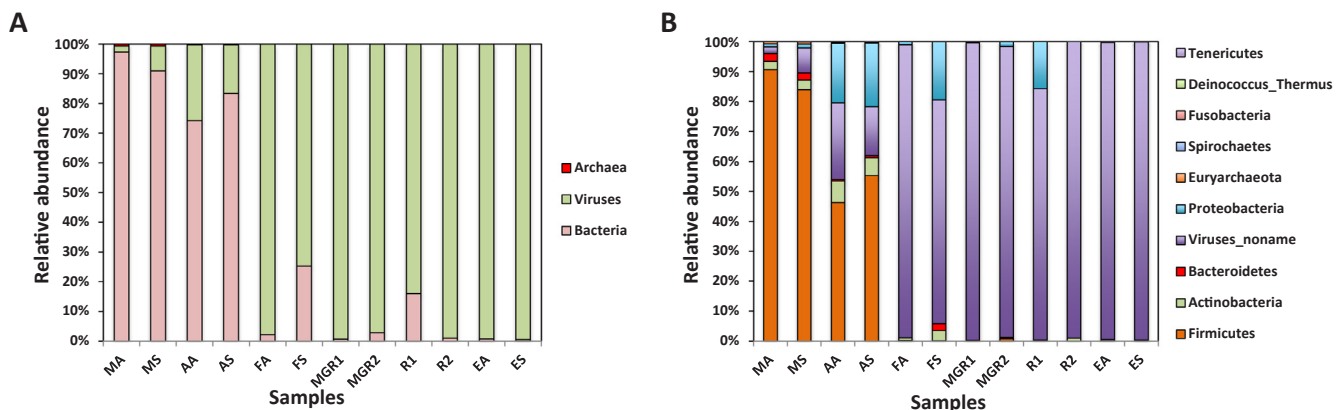 A
Relative abundance
100%
90%
80%
70%
60%
50%
40%
30%
20%
10%
0%
MA MS AA AS FA FS MGR1 MGR2 R1 R2 EA ES
Samples
Archaea
Viruses
Bacteria
B
Relative abundance
100%
90%
80%
70%
60%
50%
40%
30%
20%
10%
0%
MA MS AA AS FA FS MGR1 MGR2 R1 R2 EA ES
Samples
Tenericutes
Deinococcus_Thermus
Fusobacteria
Spirochaetes
Euryarchaeota
Proteobacteria
Viruses_noname
Bacteroidetes
Actinobacteria
Firmicutes